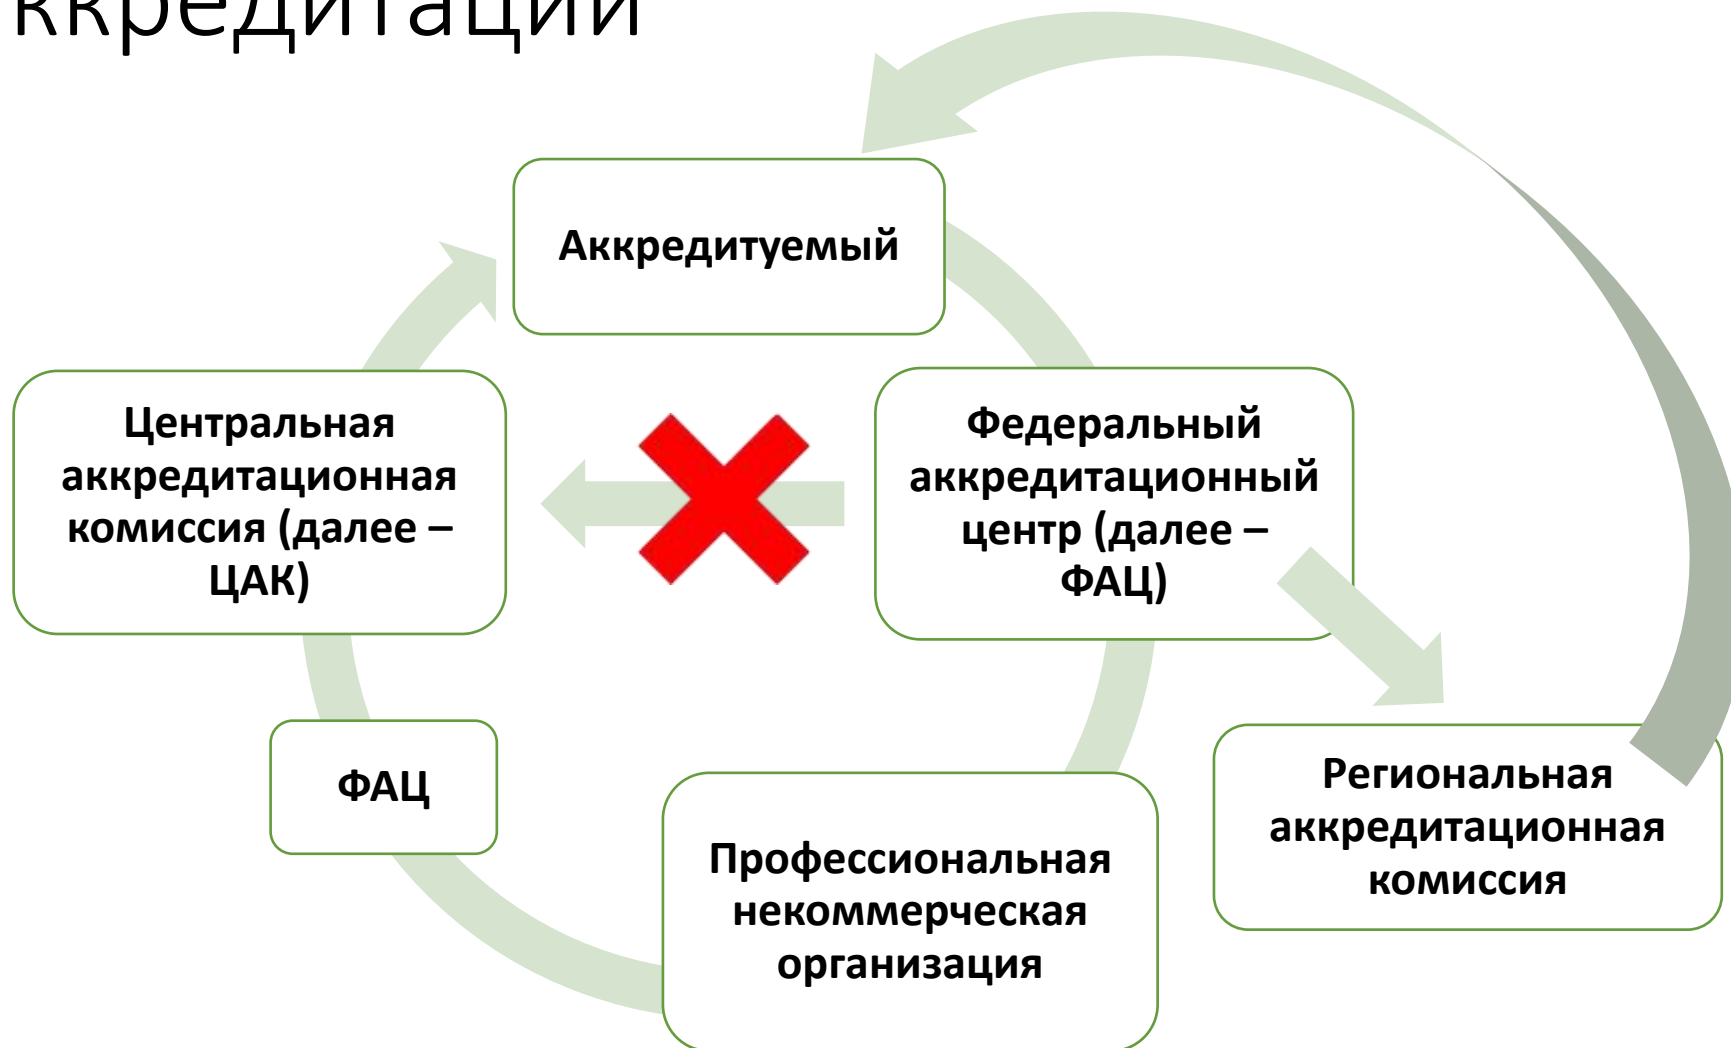 ккредитации
Аккредитуемый
Центральная
аккредитационная
комиссия (далее –
ЦАК)
Федеральный
аккредитационный
центр (далее –
ФАЦ)
ФАЦ
Профессиональная
некоммерческая
организация
Региональная
аккредитационная
комиссия